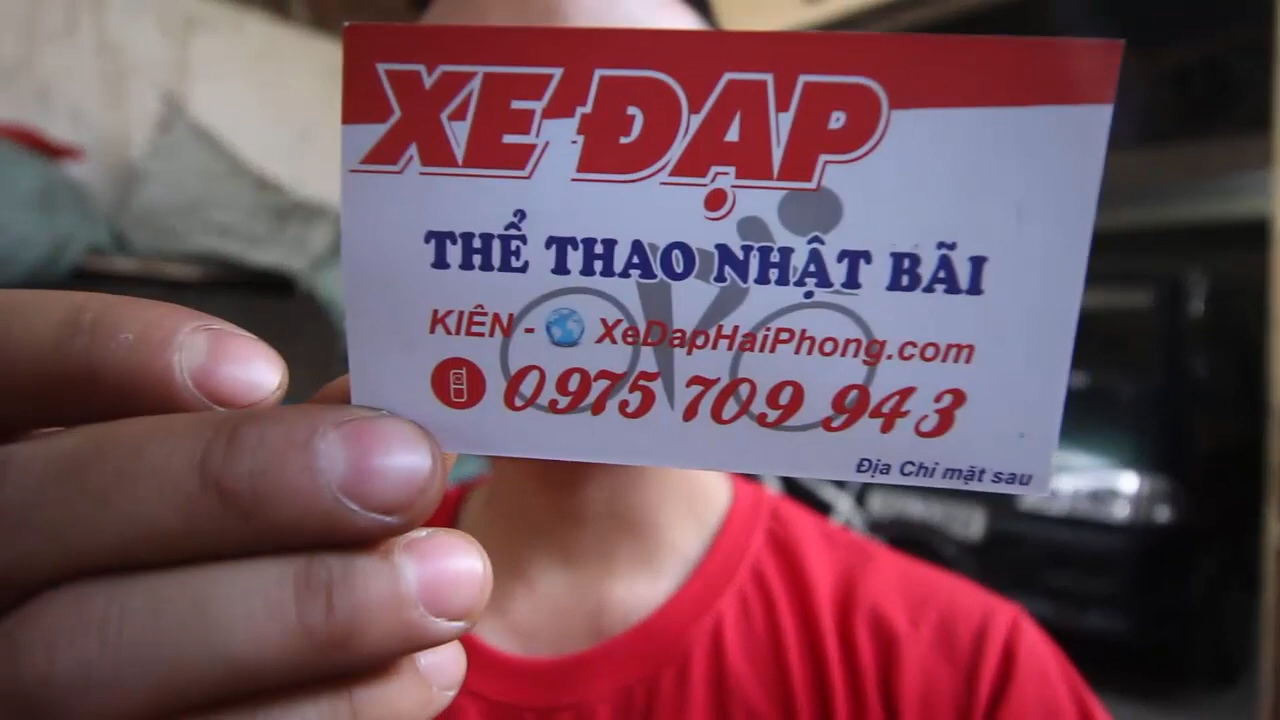 XE ĐẠP
THỂ THAO NHẬT BÃI
KIÊN - XeDapHaiPhong.com
0975 709 943
Địa Chỉ mặt sau